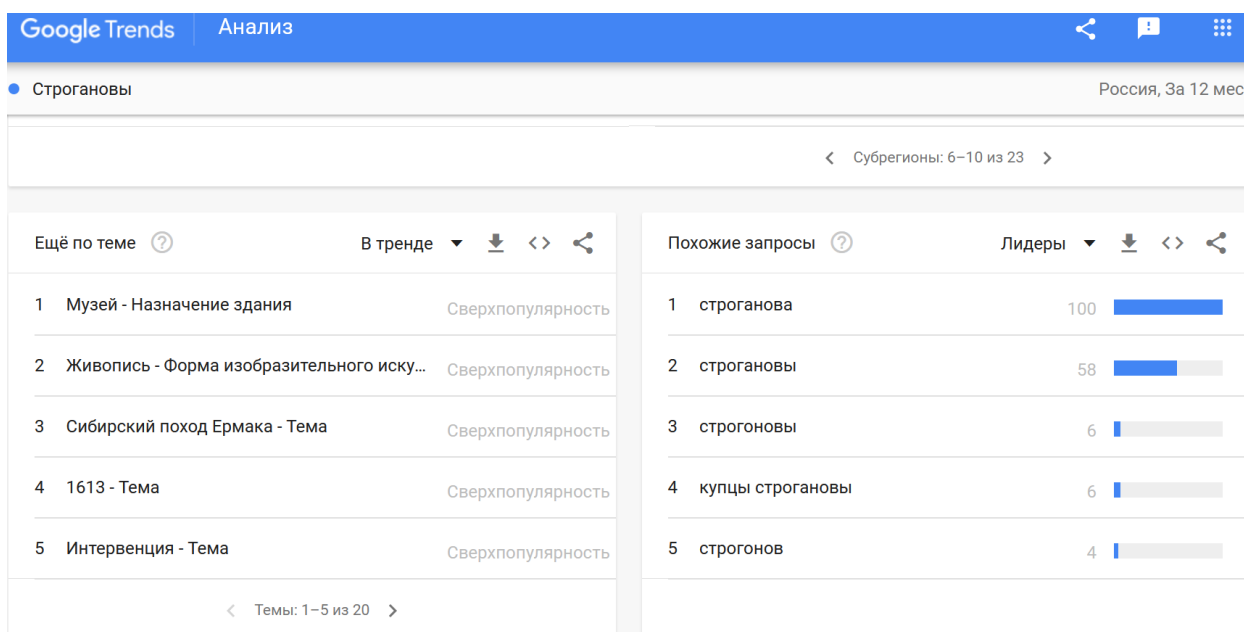 Google Trends Анализ
Строгановы Россия, За 12 мес
Субрегионы: 6–10 из 23
Ещё по теме В тренде
1 Музей - Назначение здания Сверхпопулярность
2 Живопись - Форма изобразительного иску... Сверхпопулярность
3 Сибирский поход Ермака - Тема Сверхпопулярность
4 1613 - Тема Сверхпопулярность
5 Интервенция - Тема Сверхпопулярность
Темы: 1–5 из 20
Похожие запросы Лидеры
1 строганова 100
2 строгановы 58
3 строгоновы 6
4 купцы строгановы 6
5 строгонов 4